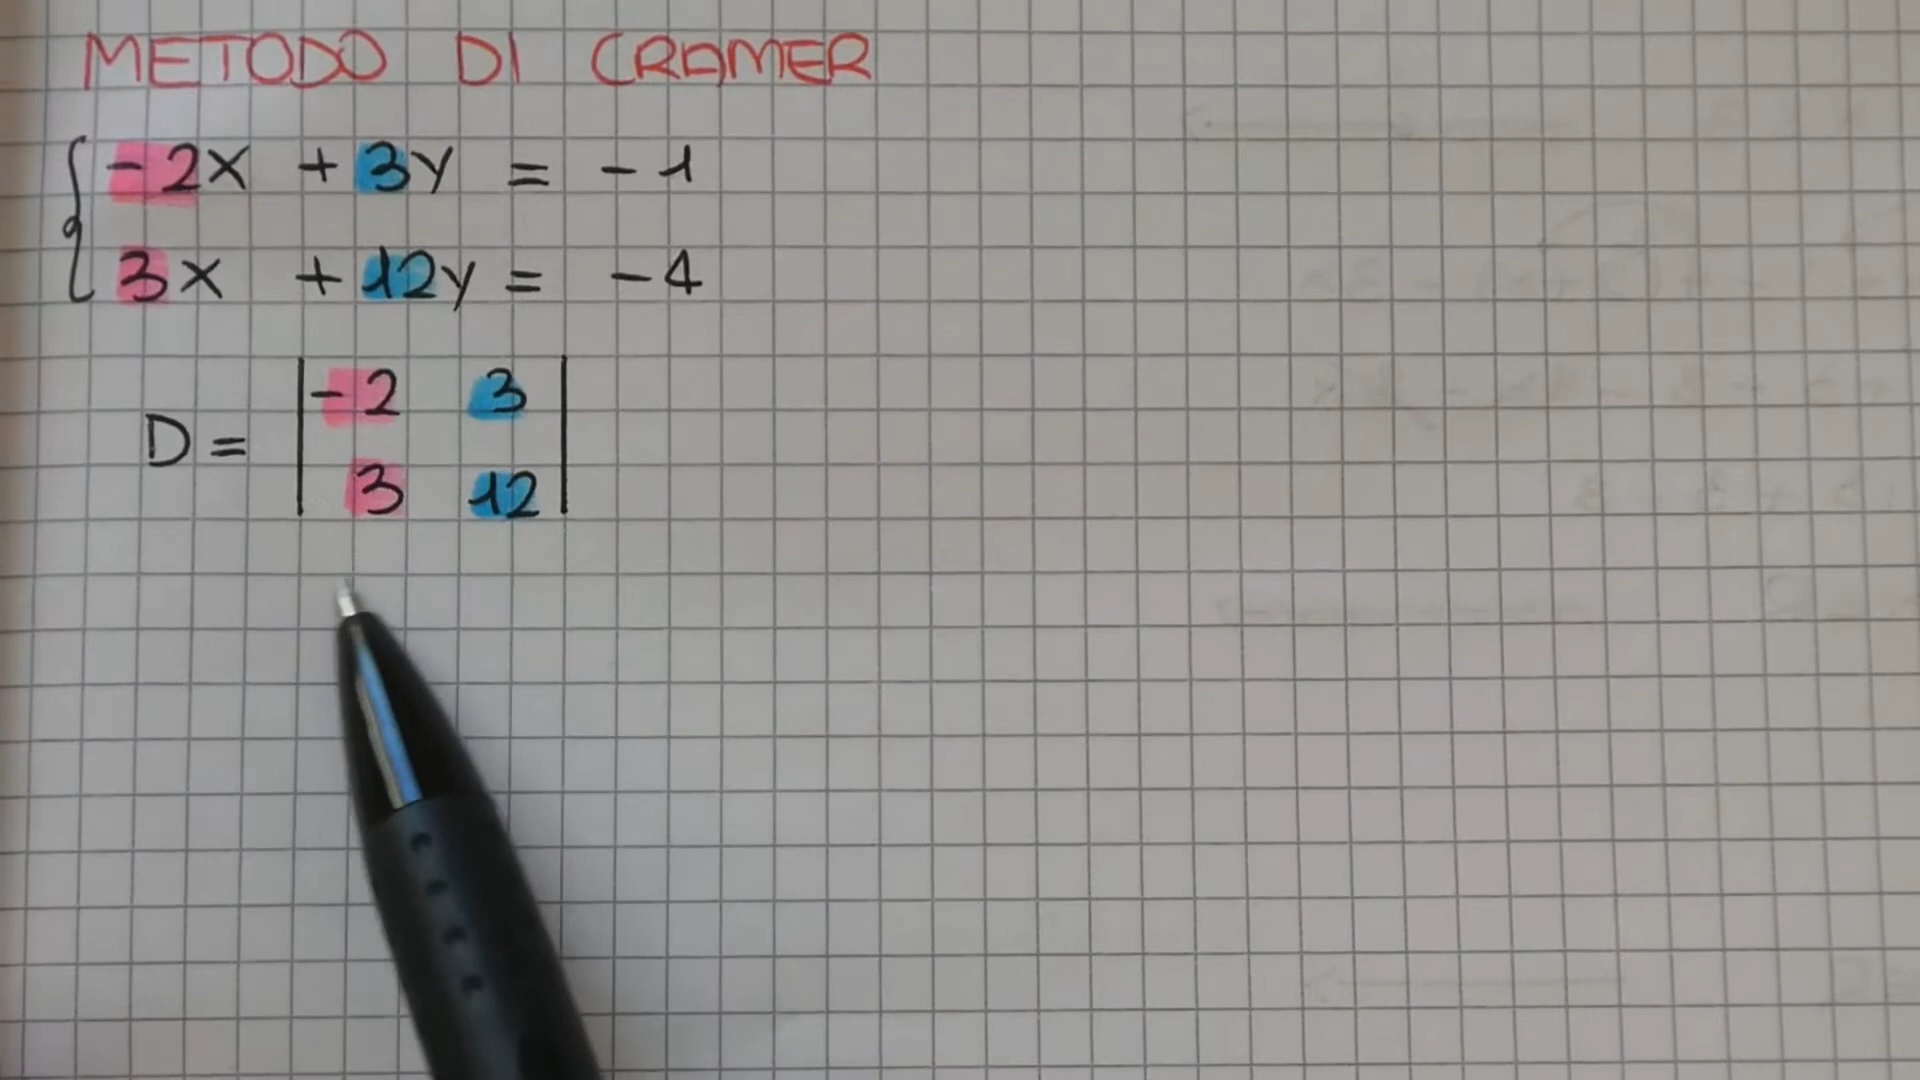 METODO DI CRAMER
-2x + 3y = -1
3x + 12y = -4
-2 3
D =
3 12